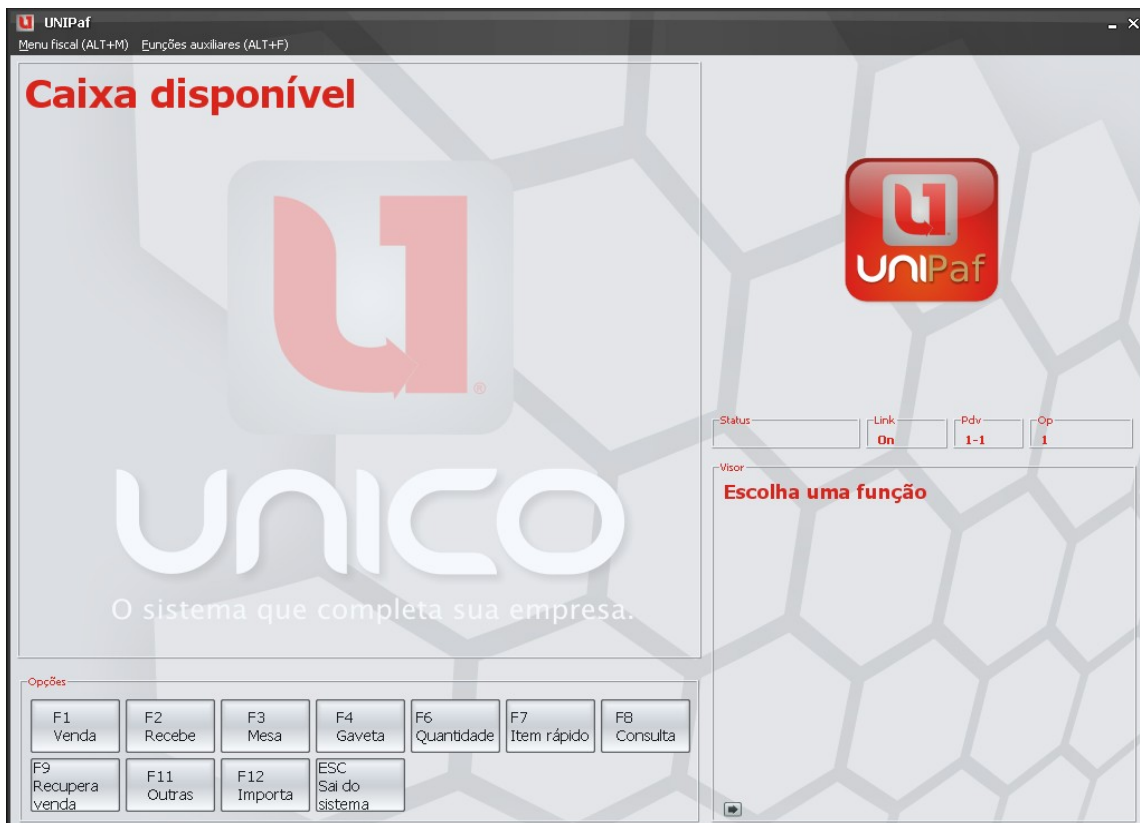 UNIPaf
Menu fiscal (ALT+M) Funções auxiliares (ALT+F)
Caixa disponível
UNICO
O sistema que completa sua empresa.
UNIPaf
Status
Link
On
Pdv
1-1
Op
1
Visor
Escolha uma função
Opções
F1
Venda
F2
Recebe
F3
Mesa
F4
Gaveta
F6
Quantidade
F7
Item rápido
F8
Consulta
F9
Recupera
venda
F11
Outras
F12
Importa
ESC
Sai do
sistema